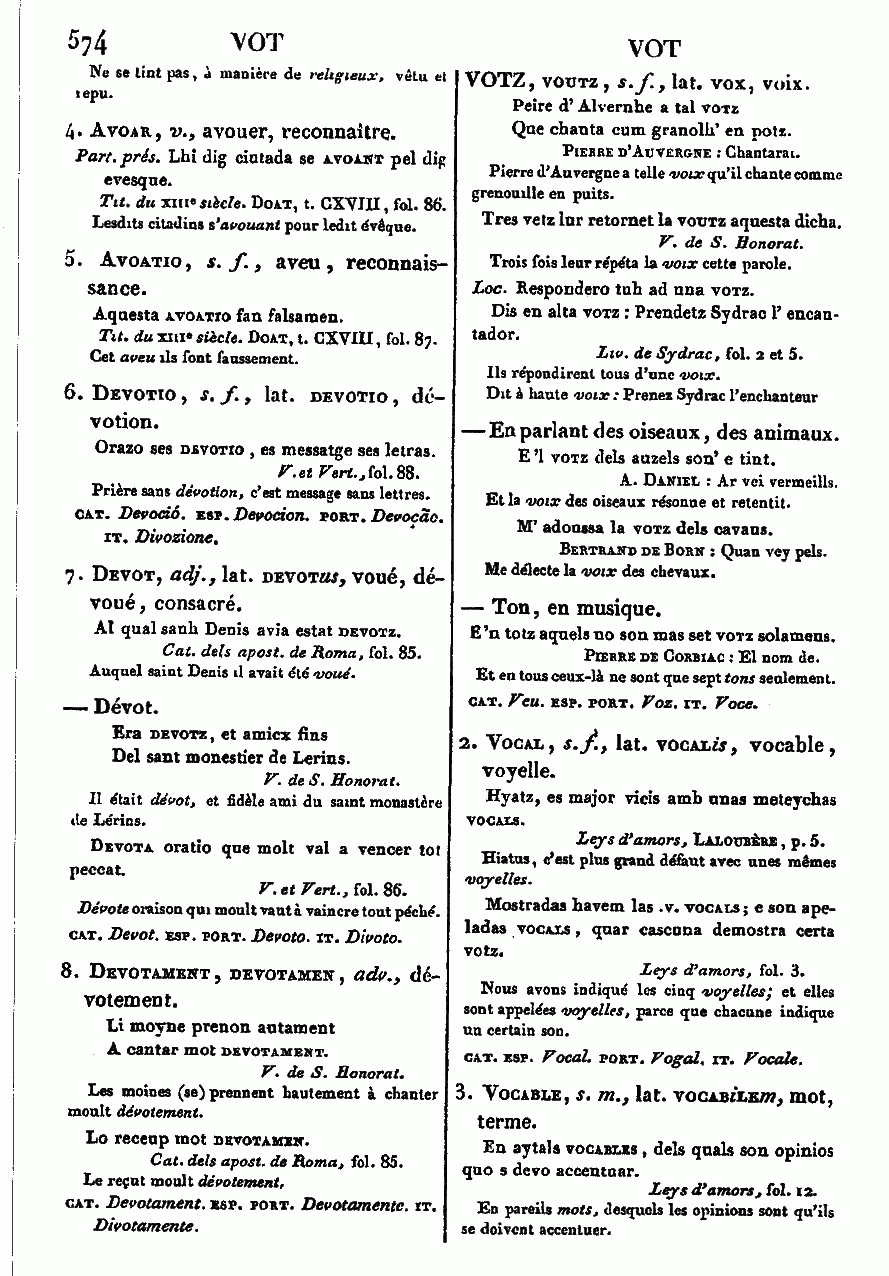 574 VOT VOT
Ne se tint pas, à manière de religieux, vêtu et
repu.
4. Avoar, v., avouer, reconnaître.
Part. prés. Lhi dig ciutada se avoant pel dig
evesque.
Tit. du XIIIe siècle. Doat, t. CXVIII, fol. 86.
Lesdits citadins s'avouant pour ledit évêque.
5. Avoatio, s. f., aveu, reconnais-
sance.
Aquesta avoatio fan falsamen.
Tit. du XIIIe siècle. Doat, t. CXVIII, fol. 87.
Cet aveu ils font faussement.
6. Devotio, s. f., lat. devotio, dé-
votion.
Orazo ses devotio, es messatge ses letras.
V. et Vert., fol. 88.
Prière sans dévotion, c'est message sans lettres.
cat. Devoció. esp. Devocion. port. Devoção.
it. Divozione.
7. Devot, adj., lat. devotus, voué, dé-
voué, consacré.
Al qual sanh Denis avia estat devotz.
Cat. dels apost. de Roma, fol. 85.
Auquel saint Denis il avait été voué.
— Dévot.
Era devotz, et amicx fins
Del sant monestier de Lerins.
V. de S. Honorat.
Il était dévot, et fidèle ami du saint monastère
de Lérins.
Devota oratio que molt val a vencer tot
peccat.
V. et Vert., fol. 86.
Dévote oraison qui moult vaut à vaincre tout péché.
cat. Devot. esp. port. Devoto. it. Divoto.
8. Devotament, devotamen, adv., dé-
votement.
Li moyne prenon autament
A cantar mot devotament.
V. de S. Honorat.
Les moines (se) prennent hautement à chanter
moult dévotement.
Lo receup mot devotamen.
Cat. dels apost. de Roma, fol. 85.
Le reçut moult dévotement.
cat. Devotament. esp. port. Devotamente. it.
Divotamente.
VOTZ, voutz, s. f., lat. vox, voix.
Peire d'Alvernhe a tal votz
Que chanta cum granolh' en potz.
Pierre d'Auvergne : Chantarai.
Pierre d'Auvergne a telle voix qu'il chante comme
grenouille en puits.
Tres vetz lur retornet la voutz aquesta dicha.
V. de S. Honorat.
Trois fois leur répéta la voix cette parole.
Loc. Respondero tuh ad una votz.
Dis en alta votz : Prendetz Sydrac l'encan-
tador.
Liv. de Sydrac, fol. 2 et 5.
Ils répondirent tous d'une voix.
Dit à haute voix : Prenez Sydrac l'enchanteur
— En parlant des oiseaux, des animaux.
E'l votz dels auzels son' e tint.
A. Daniel : Ar vei vermeills.
Et la voix des oiseaux résonne et retentit.
M'adoussa la votz dels cavaus.
Bertrand de Born : Quan vey pels.
Me délecte la voix des chevaux.
— Ton, en musique.
E'n totz aquels no son mas set votz solamens.
Pierre de Corbiac : El nom de.
Et en tous ceux-là ne sont que sept tons seulement.
cat. Veu. esp. port. Voz. it. Voce.
2. Vocal, s. f., lat. vocalis, vocable,
voyelle.
Hyatz, es major vicis amb unas meteychas
vocals.
Leys d'amors, Laloubère, p. 5.
Hiatus, c'est plus grand défaut avec unes mêmes
voyelles.
Mostradas havem las .v. vocals; e son ape-
ladas vocals, quar cascuna demostra certa
votz.
Leys d'amors, fol. 3.
Nous avons indiqué les cinq voyelles; et elles
sont appelées voyelles, parce que chacune indique
un certain son.
cat. esp. Vocal. port. Vogal. it. Vocale.
3. Vocable, s. m., lat. vocabilem, mot,
terme.
En aytals vocables, dels quals son opinios
quo s devo accentuar.
Leys d'amors, fol. 12.
En pareils mots, desquels les opinions sont qu'ils
se doivent accentuer.